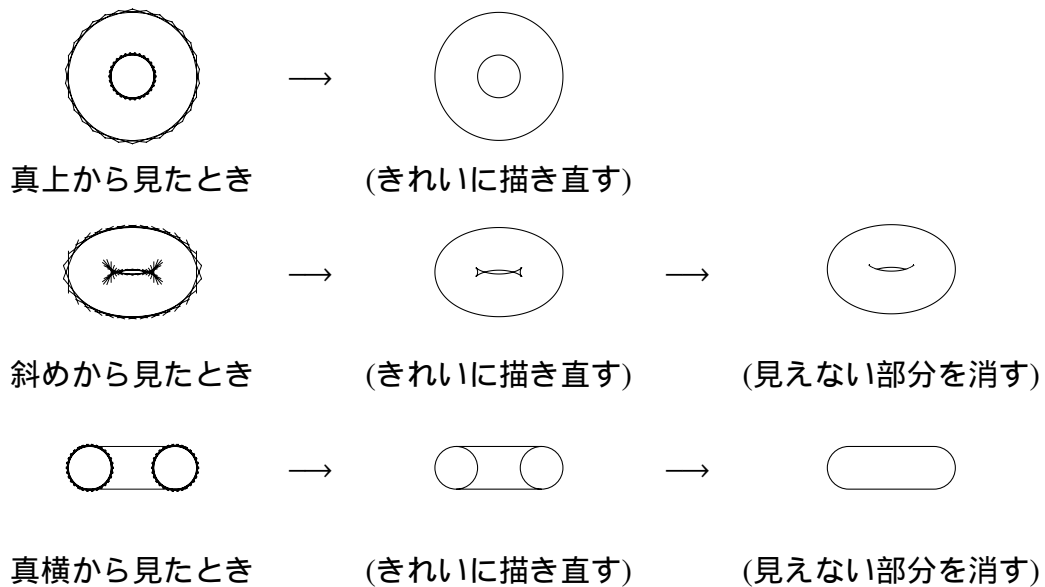 真上から見たとき (きれいに描き直す)
斜めから見たとき (きれいに描き直す) (見えない部分を消す)
真横から見たとき (きれいに描き直す) (見えない部分を消す)